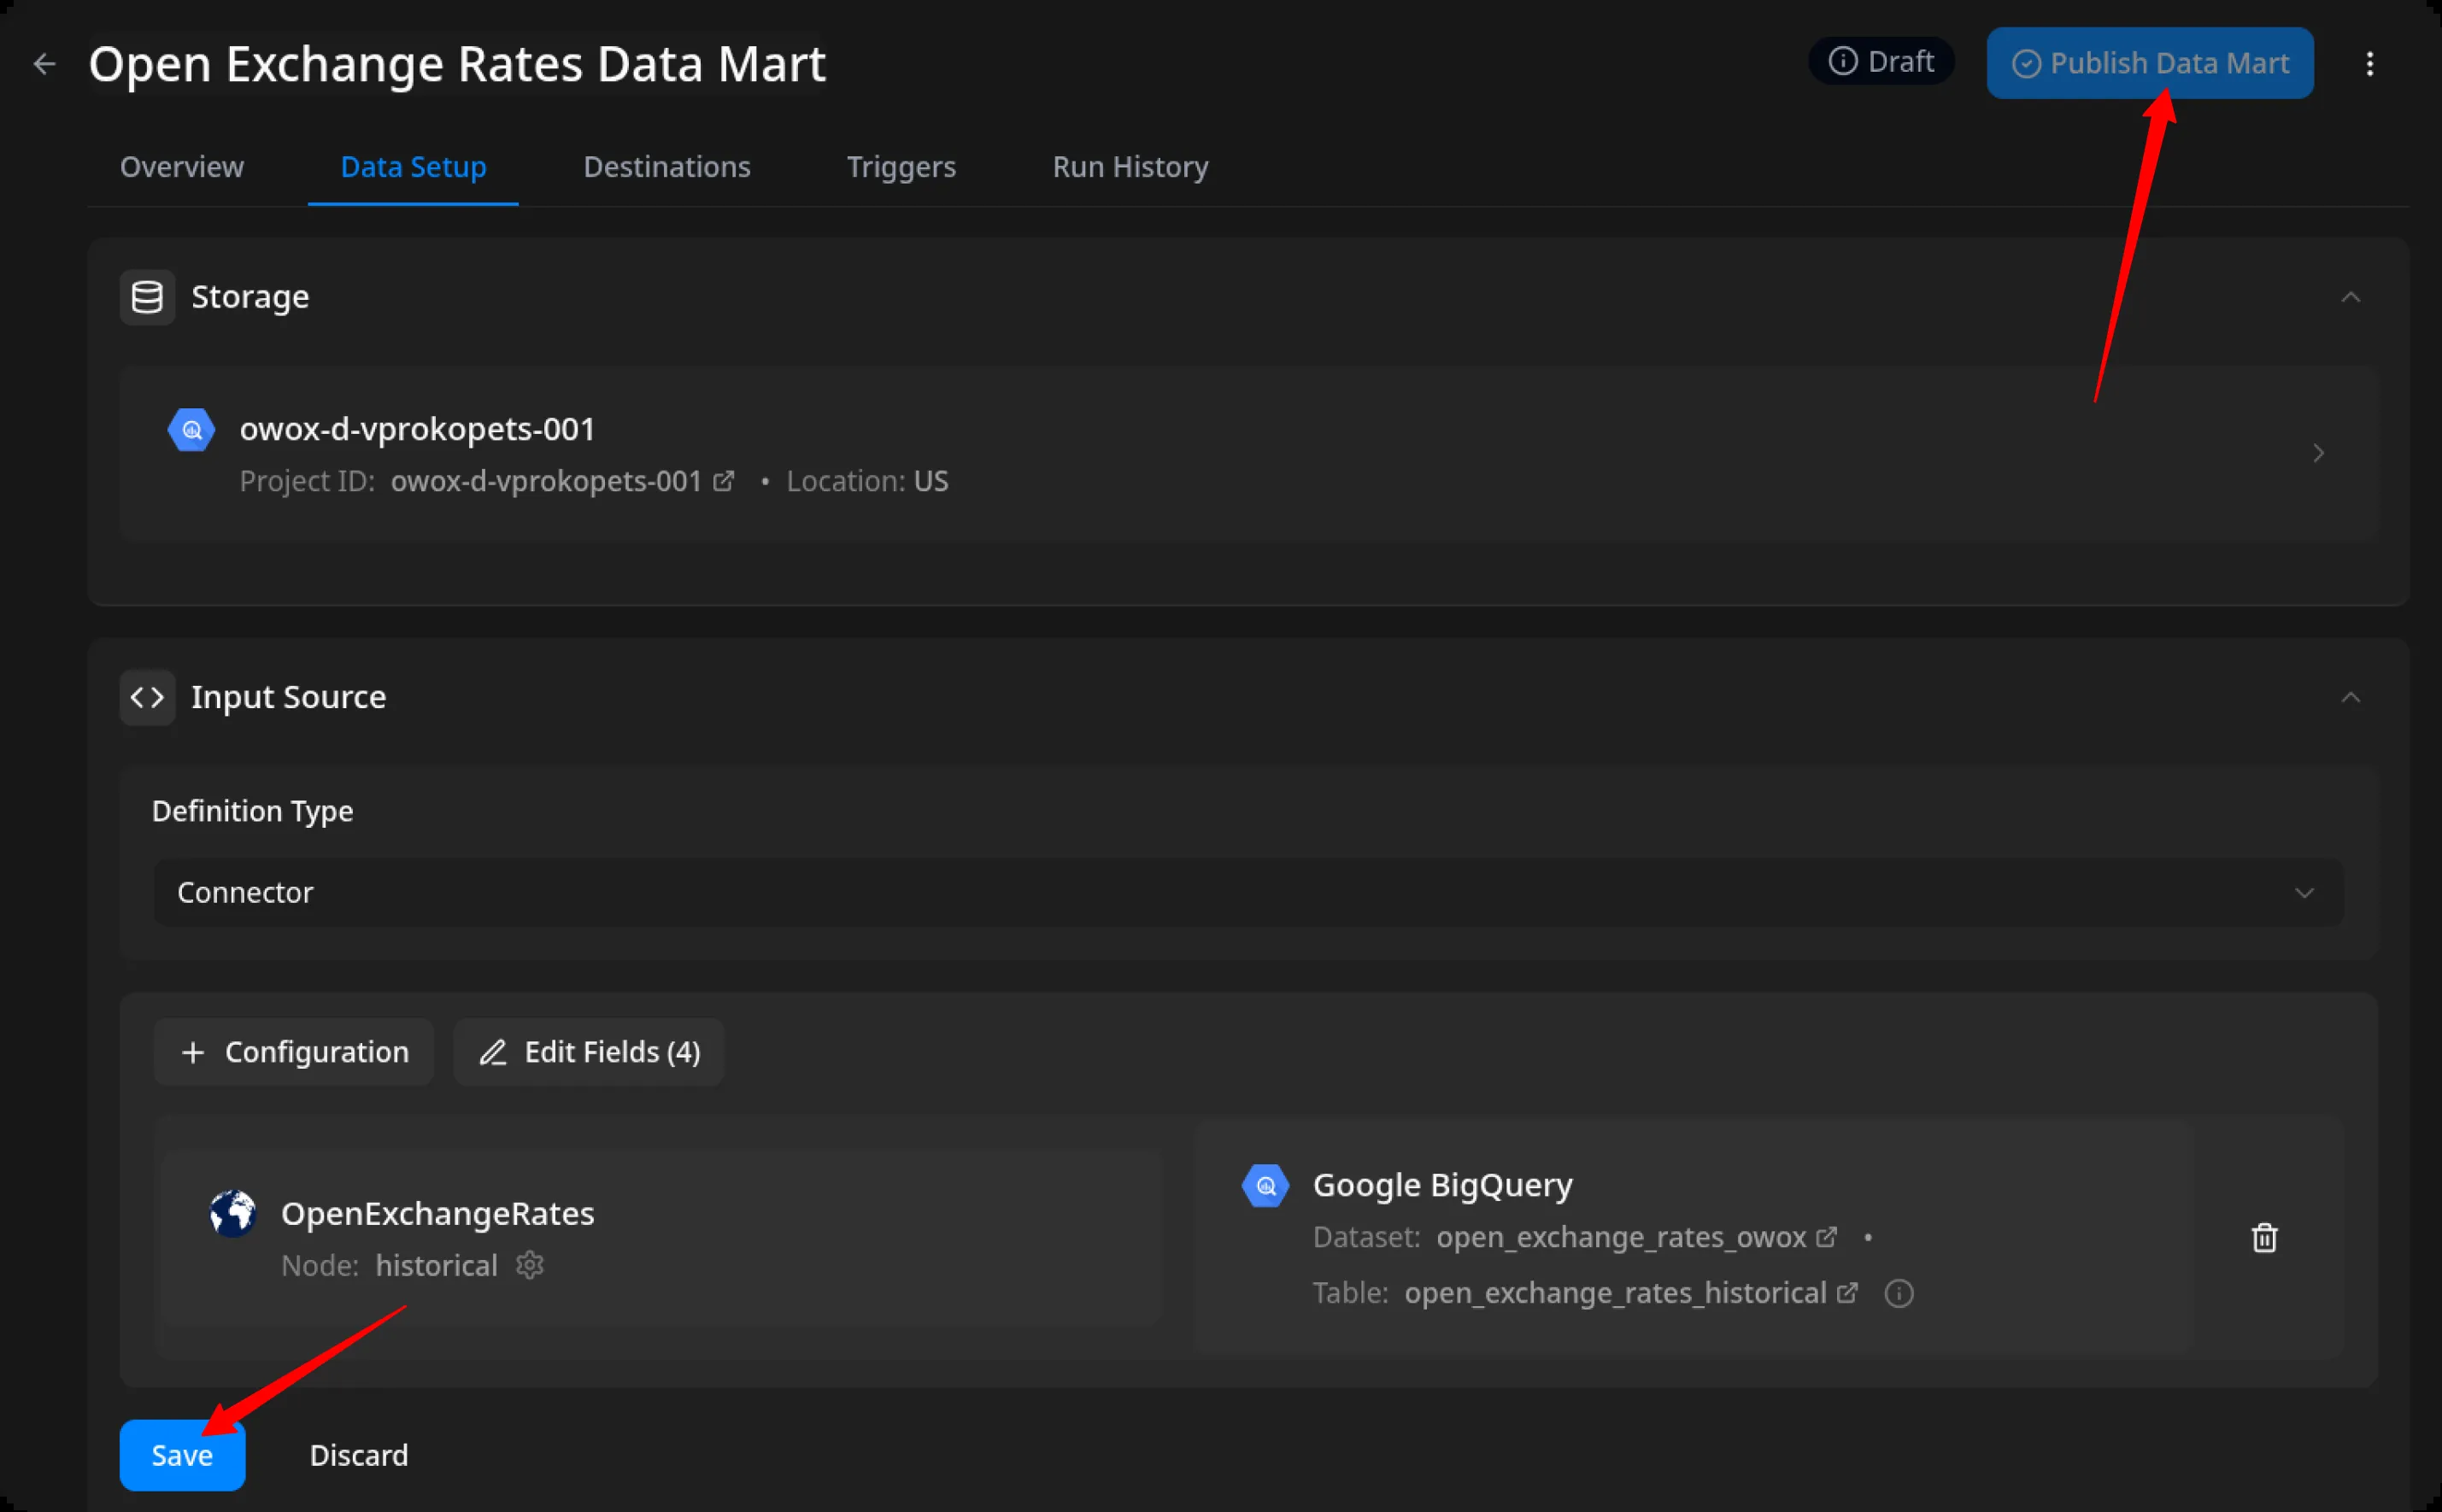 Open Exchange Rates Data Mart
Draft
Publish Data Mart
Overview
Data Setup
Destinations
Triggers
Run History
Storage
owox-d-vprokopets-001
Project ID: owox-d-vprokopets-001 • Location: US
Input Source
Definition Type
Connector
+ Configuration
Edit Fields (4)
OpenExchangeRates
Node: historical
Google BigQuery
Dataset: open_exchange_rates_owox •
Table: open_exchange_rates_historical
Save
Discard